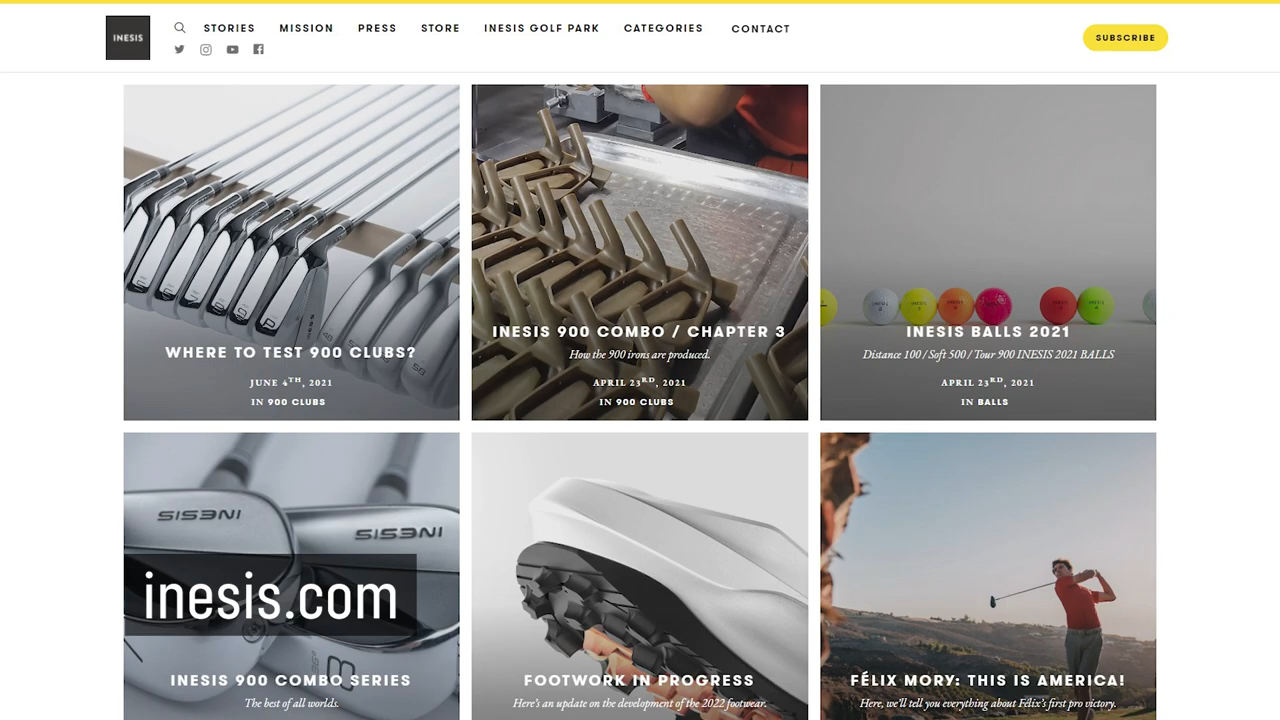 INESIS
STORIES
MISSION
PRESS
STORE
INESIS GOLF PARK
CATEGORIES
CONTACT
SUBSCRIBE
WHERE TO TEST 900 CLUBS?
JUNE 4TH, 2021
IN 900 CLUBS
INESIS 900 COMBO / CHAPTER 3
How the 900 irons are produced.
APRIL 23RD, 2021
IN 900 CLUBS
INESIS BALLS 2021
Distance 100 / Soft 500 / Tour 900 INESIS 2021 BALLS
APRIL 23RD, 2021
IN BALLS
INESIS
INESIS
inesis.com
INESIS 900 COMBO SERIES
The best of all worlds.
FOOTWORK IN PROGRESS
Here's an update on the development of the 2022 footwear.
FÉLIX MORY: THIS IS AMERICA!
Here, we'll tell you everything about Félix's first pro victory.